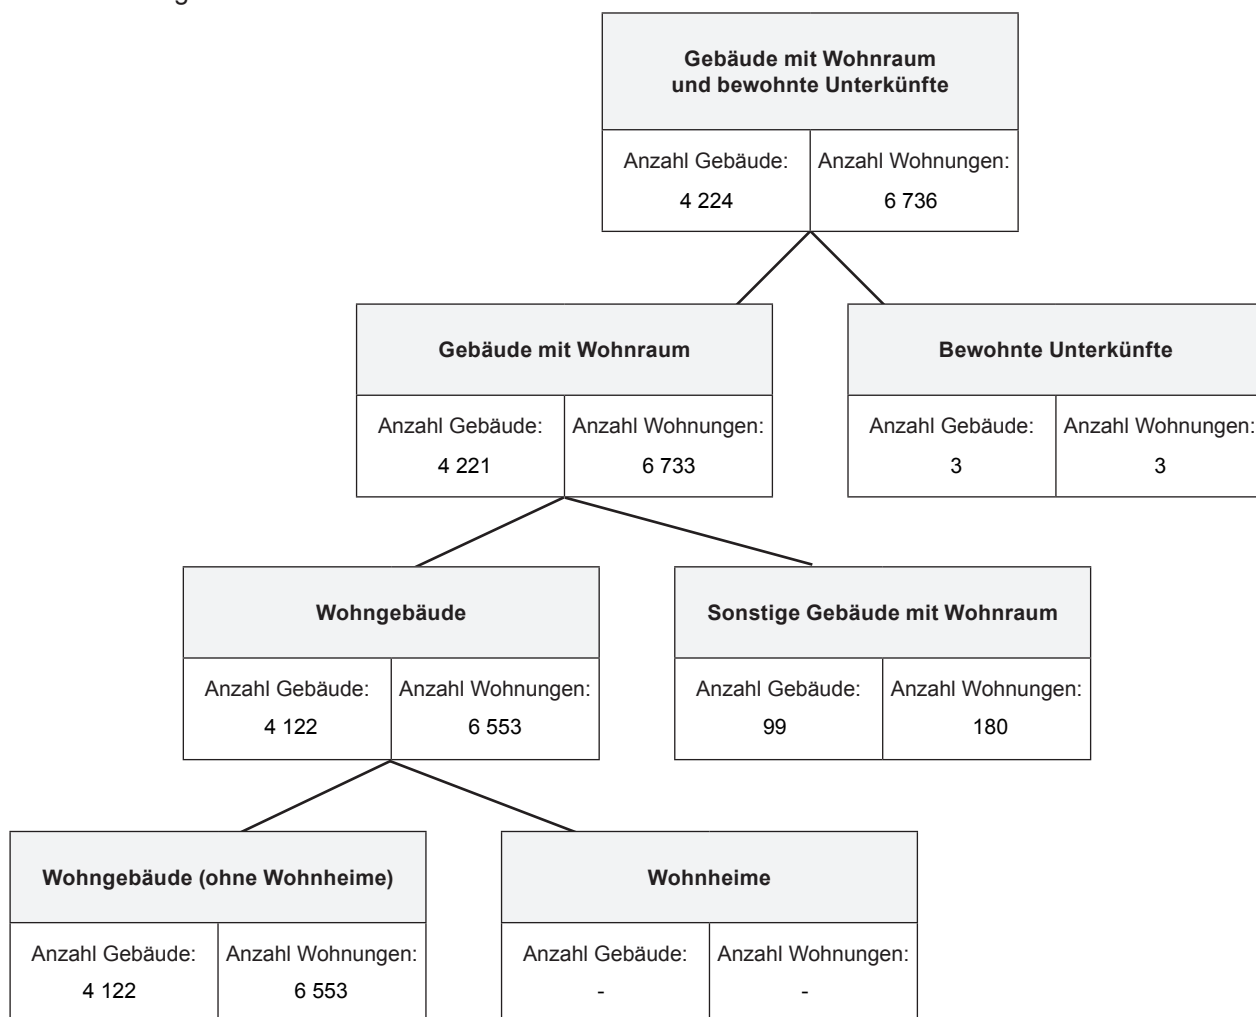 Gebäude mit Wohnraum
und bewohnte Unterkünfte
Anzahl Gebäude: Anzahl Wohnungen:
4 224 6 736
Gebäude mit Wohnraum Bewohnte Unterkünfte
Anzahl Gebäude: Anzahl Wohnungen: Anzahl Gebäude: Anzahl Wohnungen:
4 221 6 733 3 3
Wohngebäude Sonstige Gebäude mit Wohnraum
Anzahl Gebäude: Anzahl Wohnungen: Anzahl Gebäude: Anzahl Wohnungen:
4 122 6 553 99 180
Wohngebäude (ohne Wohnheime) Wohnheime
Anzahl Gebäude: Anzahl Wohnungen: Anzahl Gebäude: Anzahl Wohnungen:
4 122 6 553 - -